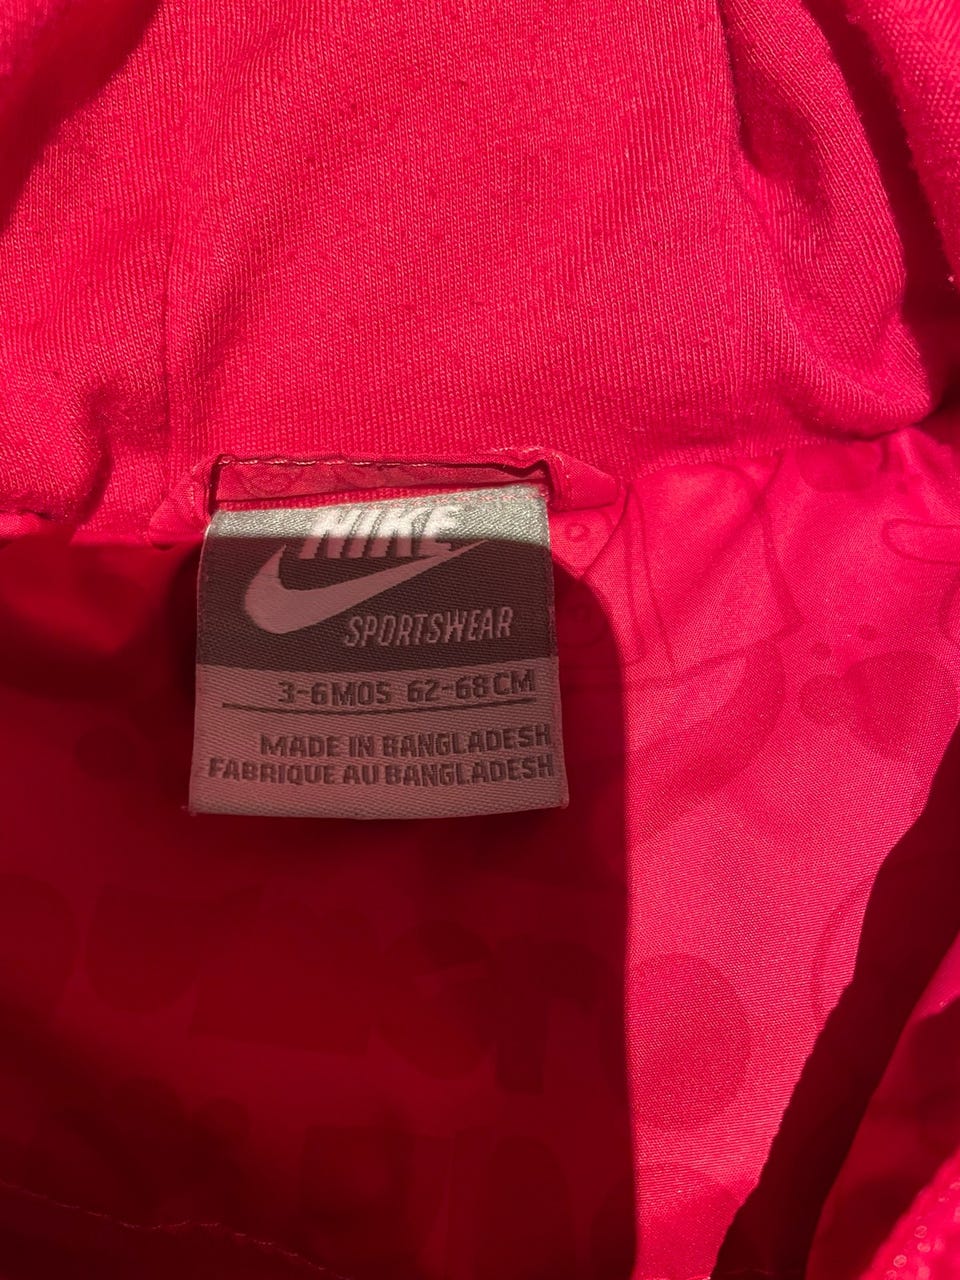 NIKE
SPORTSWEAR
3-6MOS 62-68CM
MADE IN BANGLADESH
FABRIQUE AU BANGLADESH